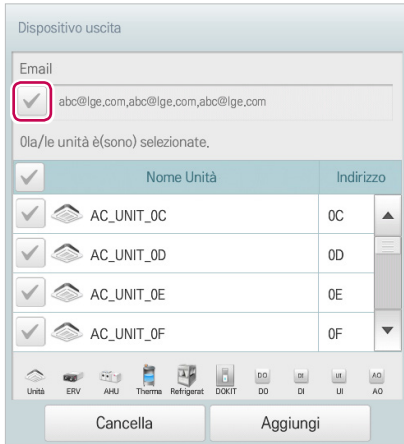 Dispositivo uscita
Email
abc@lge.com,abc@lge.com,abc@lge.com
0la/le unità è(sono) selezionate.
Nome Unità Indirizzo
AC_UNIT_0C 0C
AC_UNIT_0D 0D
AC_UNIT_0E 0E
AC_UNIT_0F 0F
DO DI UI AO
Unità ERV AHU Therma Refrigerat DOKIT DO DI UI AO
Cancella Aggiungi